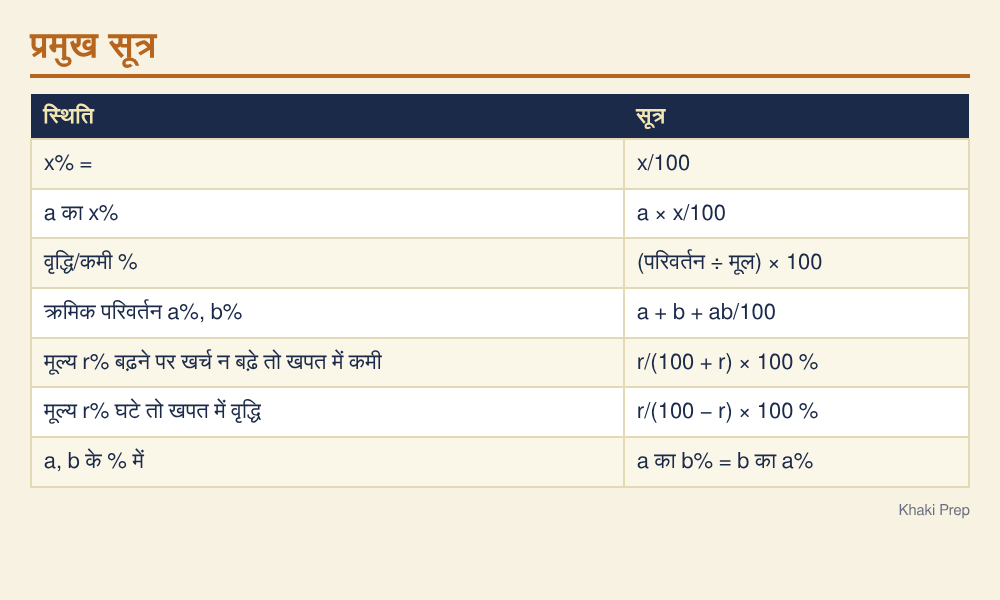 प्रमुख सूत्र
स्थिति सूत्र
x% = x/100
a का x% a × x/100
वृद्धि/कमी % (परिवर्तन ÷ मूल) × 100
क्रमिक परिवर्तन a%, b% a + b + ab/100
मूल्य r% बढ़ने पर खर्च न बढ़े तो खपत में कमी r/(100 + r) × 100 %
मूल्य r% घटे तो खपत में वृद्धि r/(100 − r) × 100 %
a, b के % में a का b% = b का a%
Khaki Prep